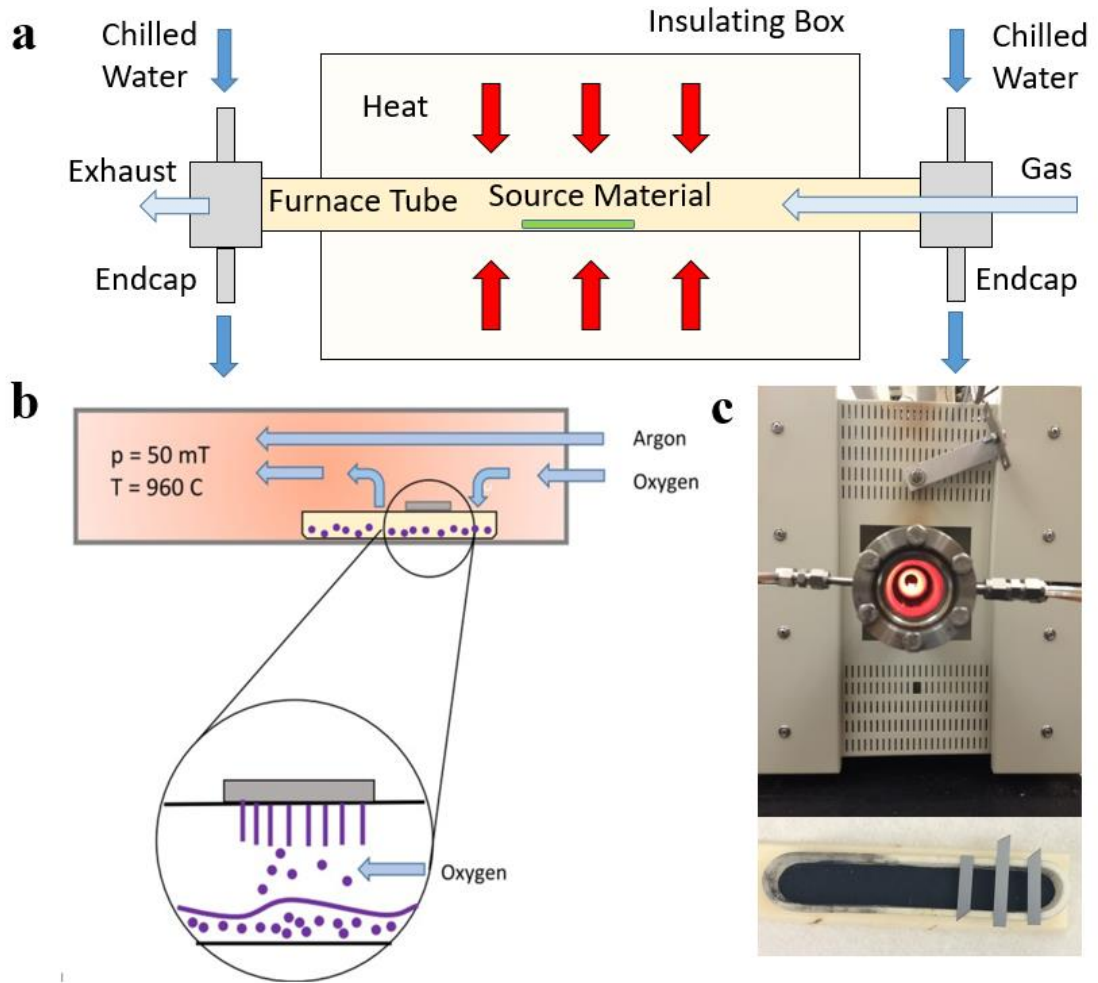 a
Chilled
Water
Insulating Box
Chilled
Water
Heat
Exhaust
Gas
Furnace Tube
Source Material
Endcap
Endcap
b
p = 50 mT
T = 960 C
Argon
Oxygen
Oxygen
c